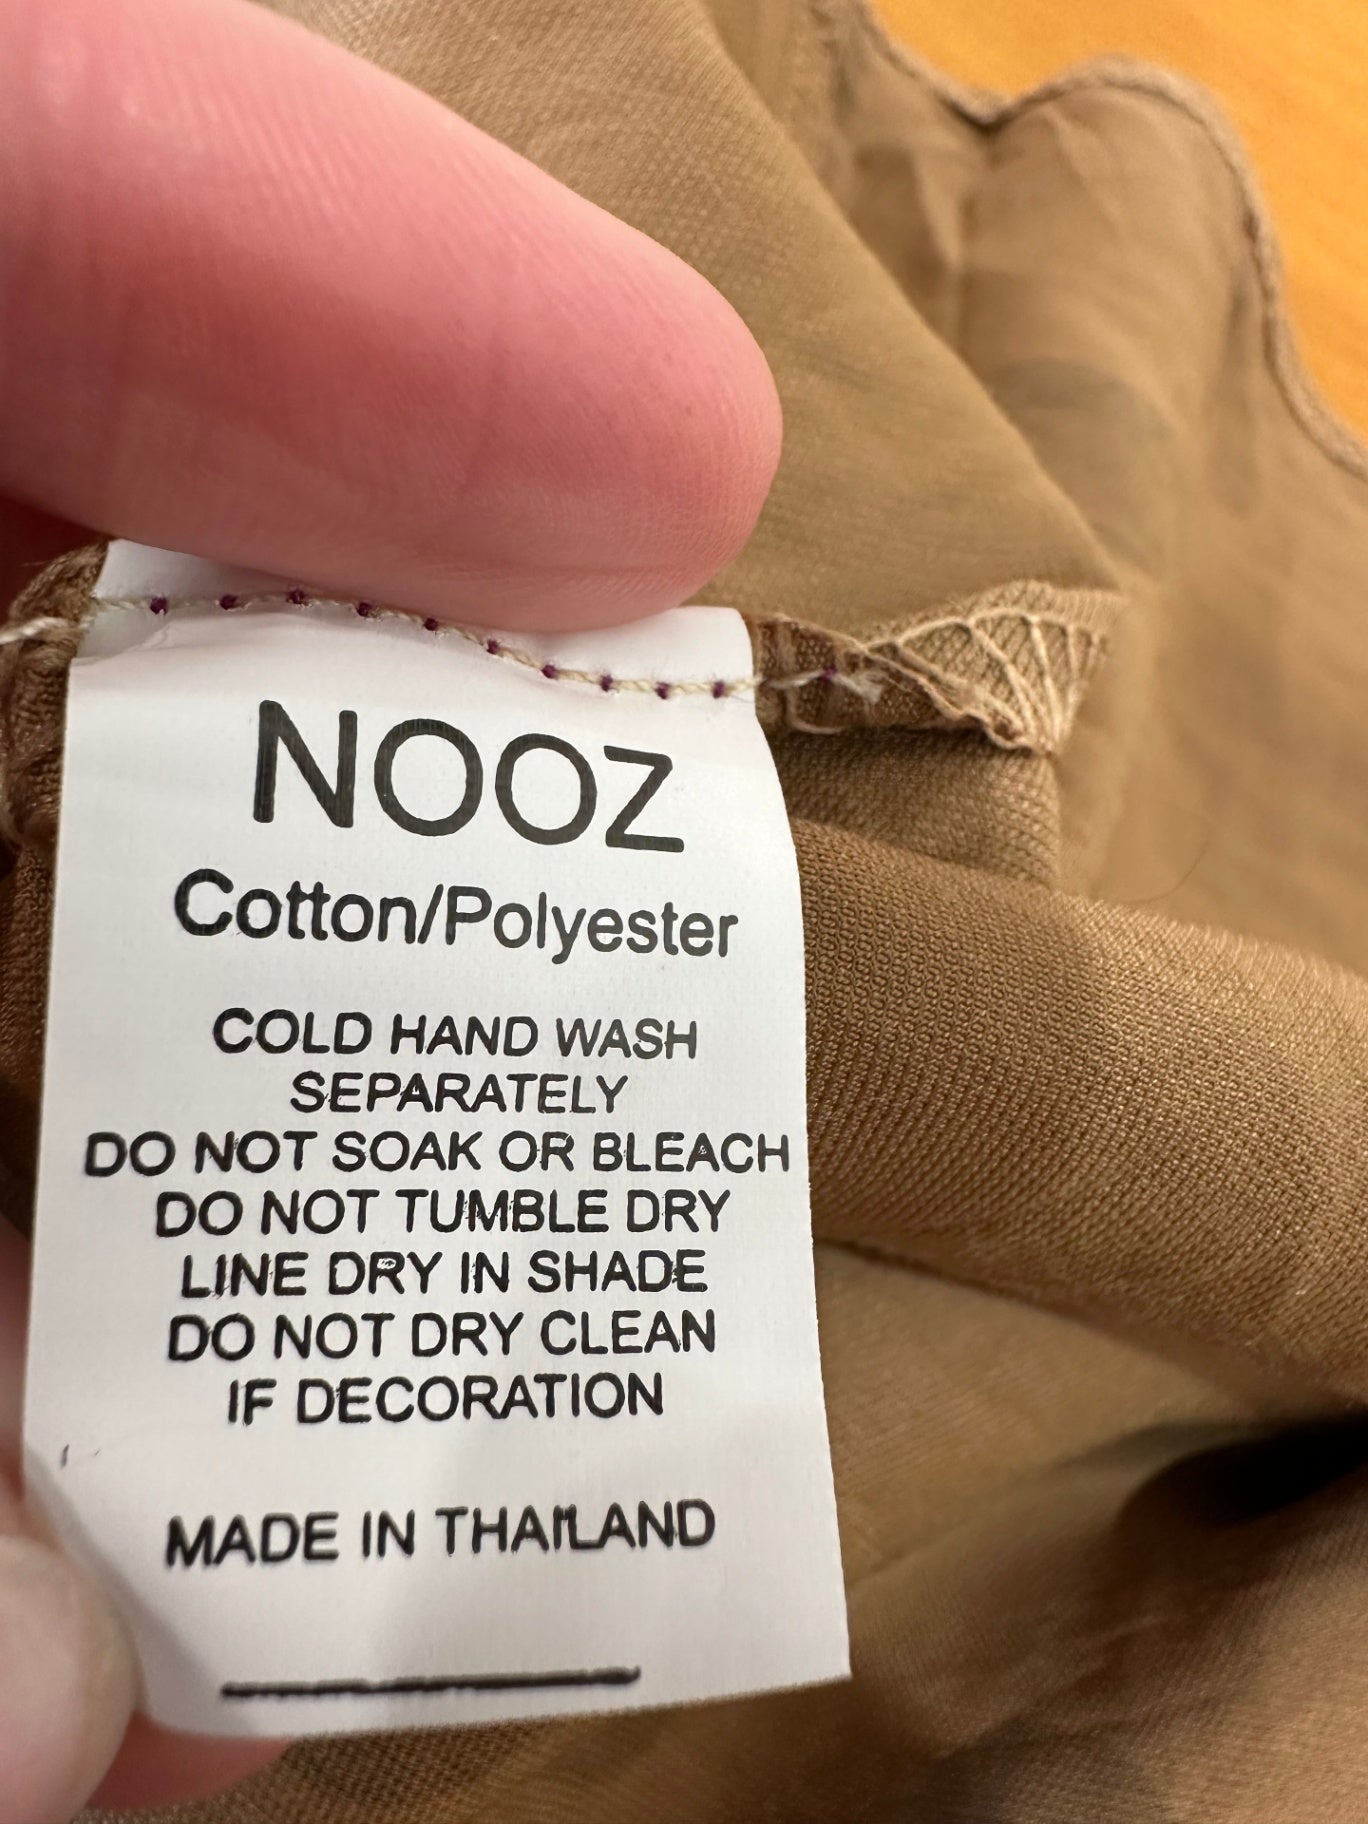 NOOZ
Cotton/Polyester
COLD HAND WASH
SEPARATELY
DO NOT SOAK OR BLEACH
DO NOT TUMBLE DRY
LINE DRY IN SHADE
DO NOT DRY CLEAN
IF DECORATION
MADE IN THAILAND